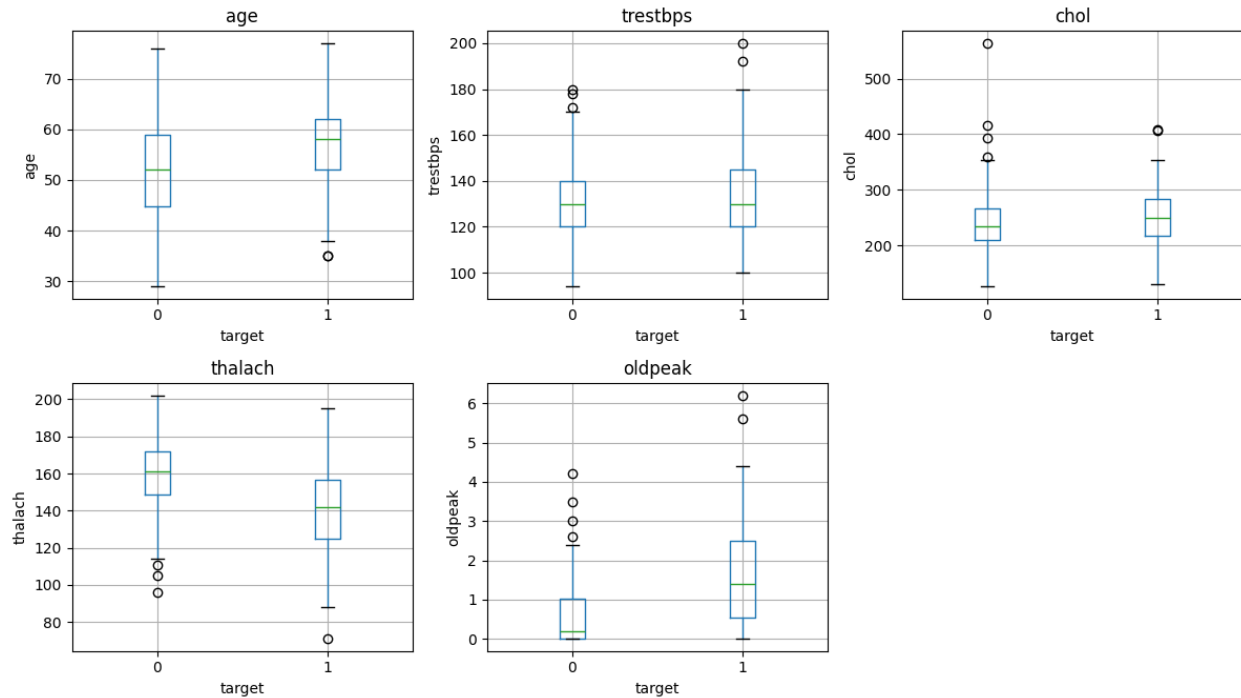 age
age
70
60
50
40
30
0 1
target
trestbps
trestbps
200
180
160
140
120
100
0 1
target
chol
chol
500
400
300
200
0 1
target
thalach
thalach
200
180
160
140
120
100
80
0 1
target
oldpeak
oldpeak
6
5
4
3
2
1
0
0 1
target